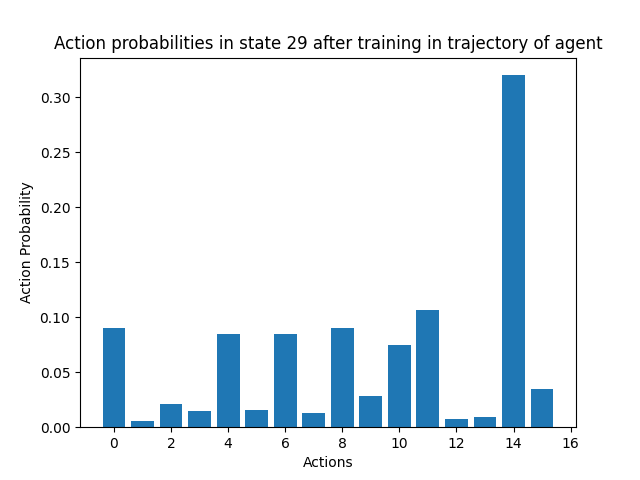 Action probabilities in state 29 after training in trajectory of agent
0.30
0.25
0.20
0.15
0.10
0.05
0.00
Action Probability
0 2 4 6 8 10 12 14 16
Actions